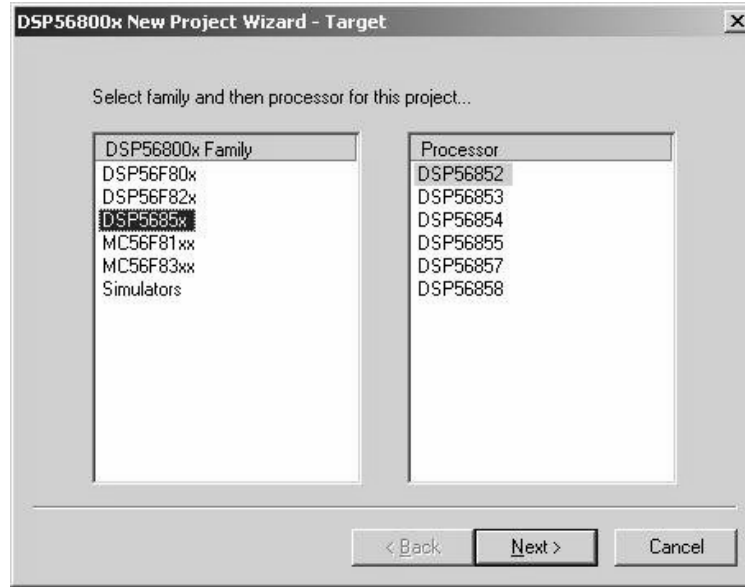 DSP56800x New Project Wizard - Target
Select family and then processor for this project...
DSP56800x Family
DSP56F80x
DSP56F82x
DSP5685x
MC56F81xx
MC56F83xx
Simulators
Processor
DSP56852
DSP56853
DSP56854
DSP56855
DSP56857
DSP56858
< Back
Next >
Cancel